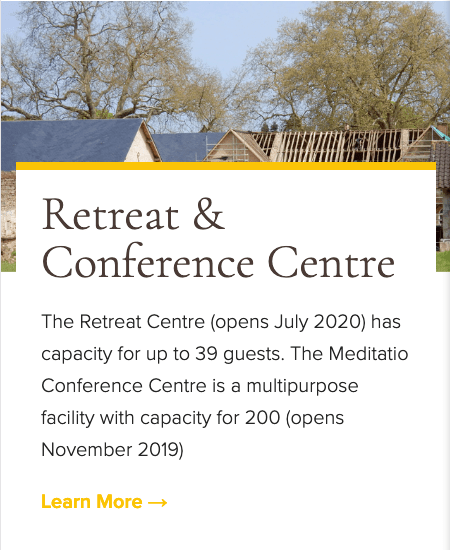 Retreat &
Conference Centre
The Retreat Centre (opens July 2020) has
capacity for up to 39 guests. The Meditatio
Conference Centre is a multipurpose
facility with capacity for 200 (opens
November 2019)
Learn More →